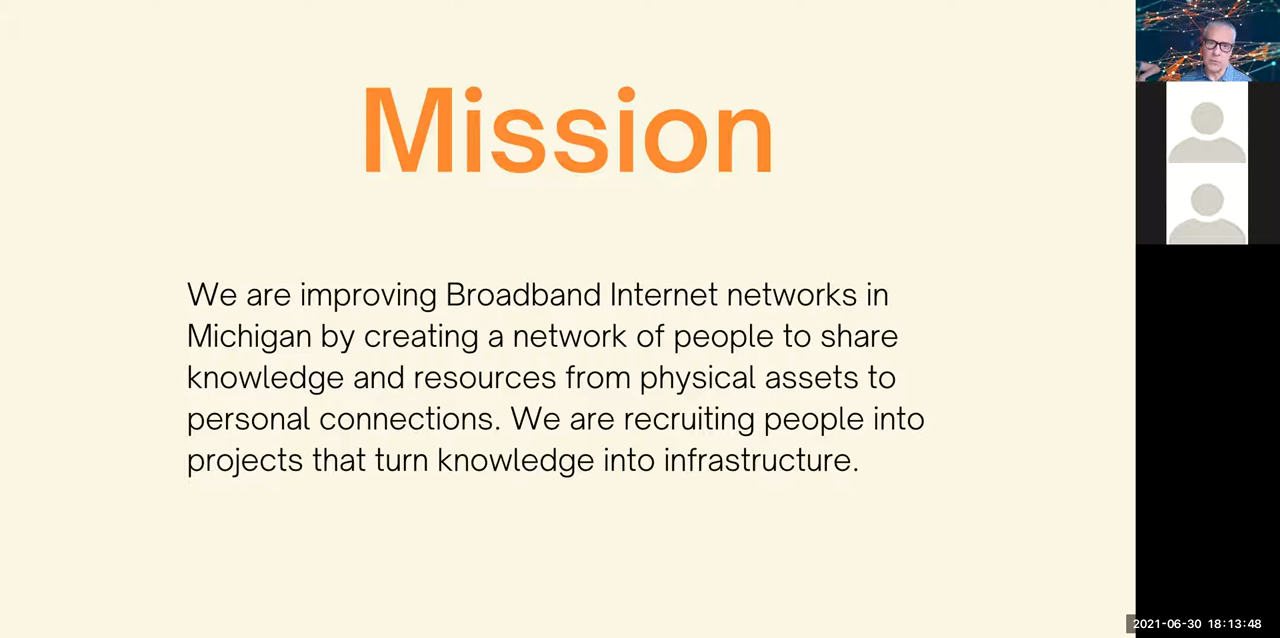 Mission
We are improving Broadband Internet networks in
Michigan by creating a network of people to share
knowledge and resources from physical assets to
personal connections. We are recruiting people into
projects that turn knowledge into infrastructure.
2021-06-30 18:13:48